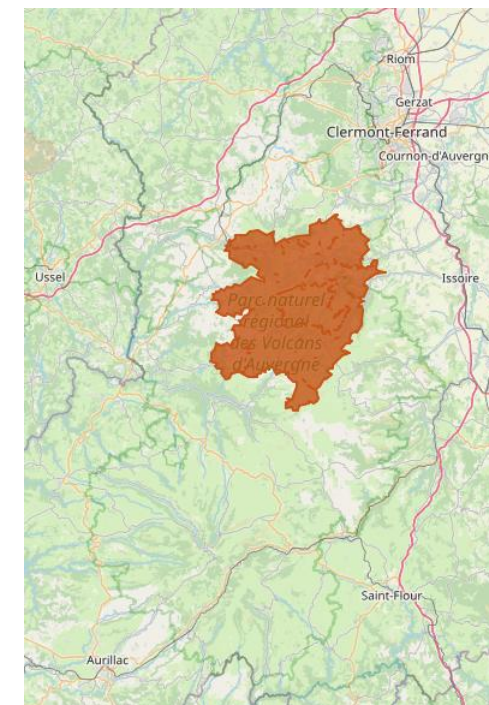 Riom
Gerzat
Clermont-Ferrand
Cournon-d'Auvergn
Ussel
Issoire
Parc naturel
régional
des Volcans
d'Auvergne
Saint-Flour
Aurillac